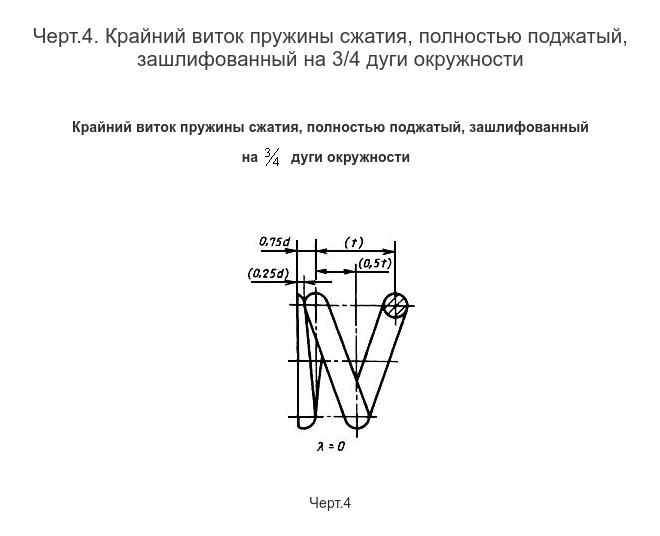 Черт.4. Крайний виток пружины сжатия, полностью поджатый,
зашлифованный на 3/4 дуги окружности
Крайний виток пружины сжатия, полностью поджатый, зашлифованный
на 3/4 дуги окружности
0,75d (t)
(0,25d) (0,5t)
λ = 0
Черт.4